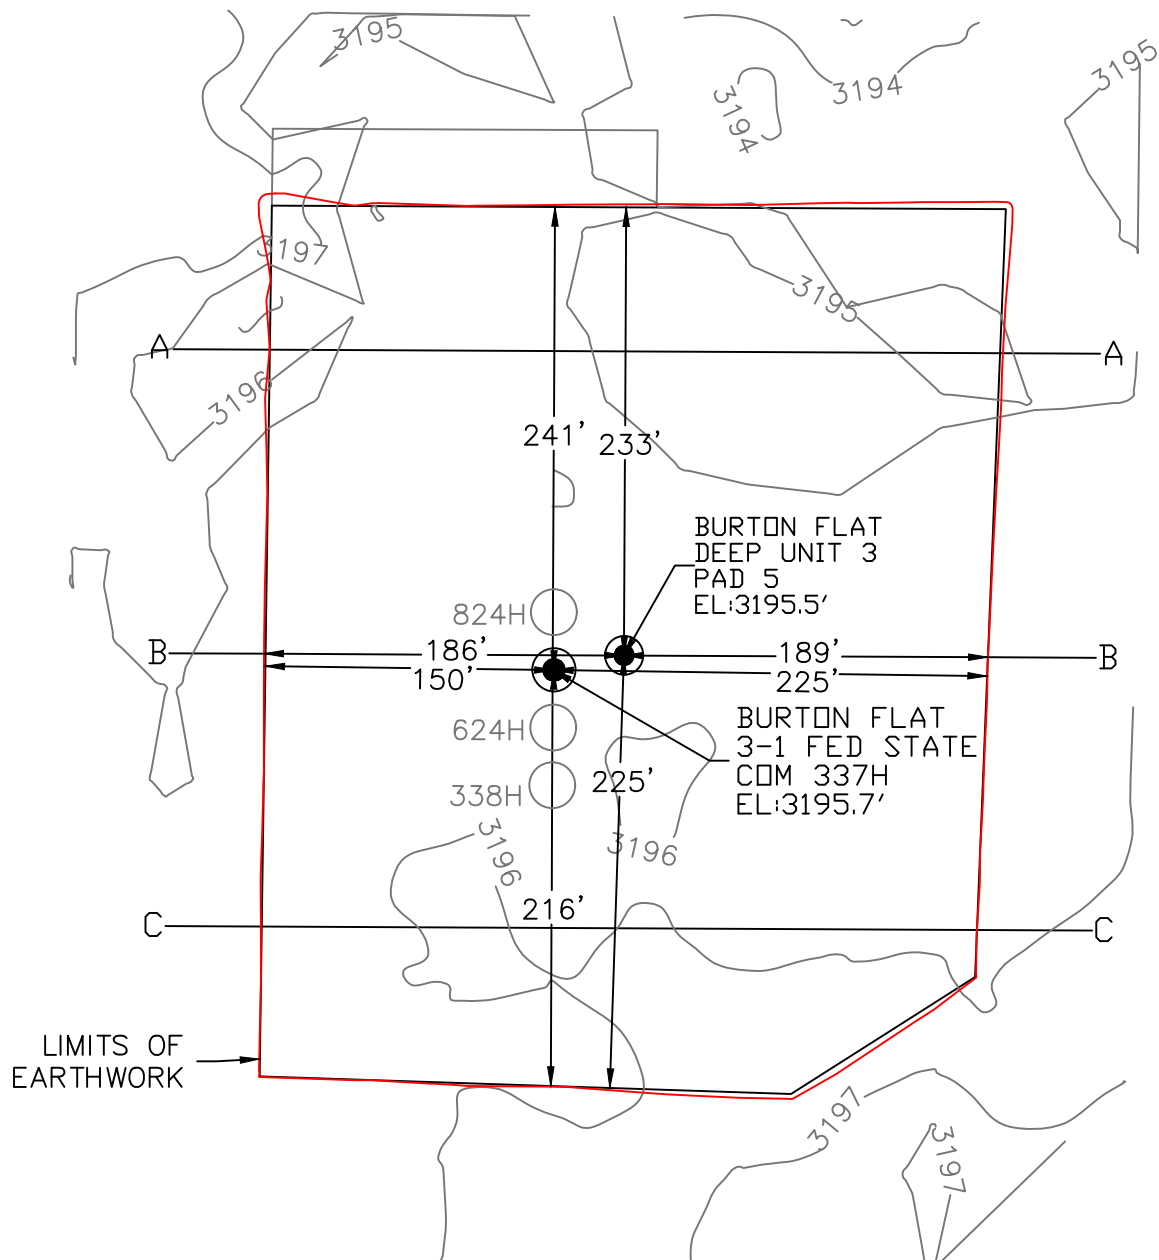 3195
3194
3194
3195
3197
3195
A
A
3196
241’
233’
BURTON FLAT
DEEP UNIT 3
PAD 5
EL:3195.5’
824H
B
186’
189’
B
150’
225’
BURTON FLAT
3-1 FED STATE
COM 337H
EL:3195.7’
624H
225’
338H
3196
3196
216’
C
C
LIMITS OF
EARTHWORK
3197
3197